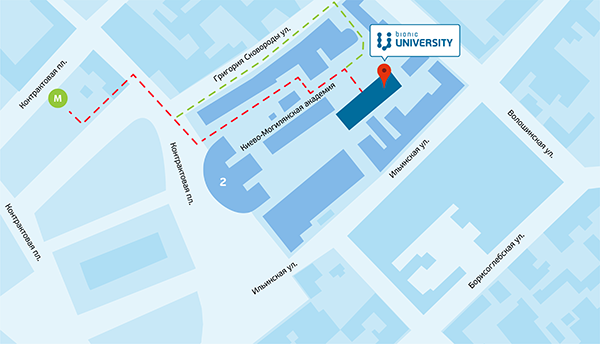 bionic
UNIVERSITY
Григория Сковороды ул.
Контрактовая пл.
M
Киево-Могилянская академия
Волошинская ул.
Контрактовая пл.
Ильинская ул.
2
Контрактовая пл.
Борисоглебская ул.
Ильинская ул.